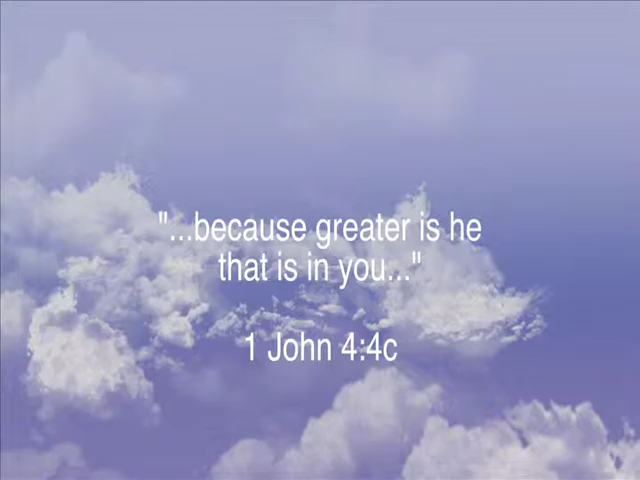 "...because greater is he
that is in you..."
1 John 4:4c